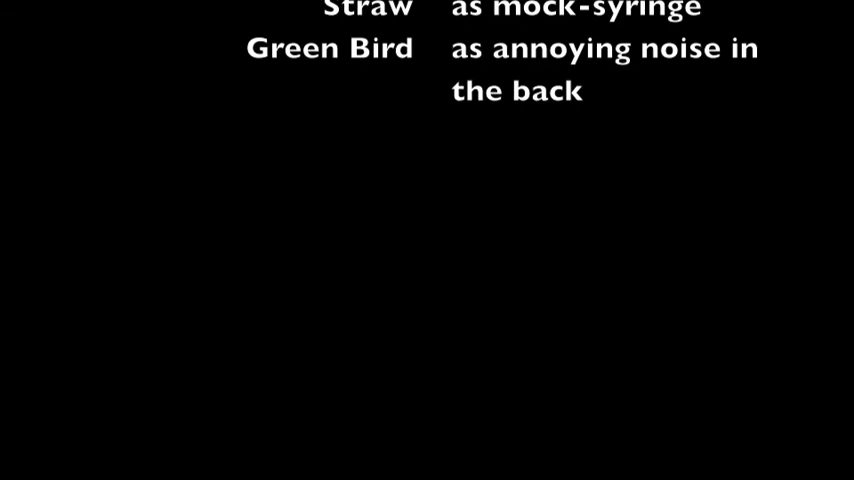 Straw as mock-syringe
Green Bird as annoying noise in
the back